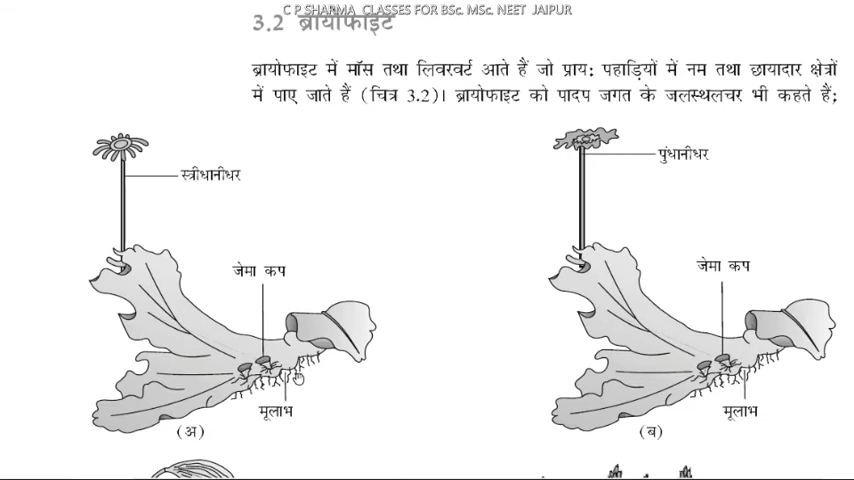 C P SHARMA CLASSES FOR BSc. MSc. NEET JAIPUR
3.2 ब्रायोफाइट
ब्रायोफाइट में मॉस तथा लिवरवर्ट आते हैं जो प्राय: पहाड़ियों में नम तथा छायादार क्षेत्रों
में पाए जाते हैं (चित्र 3.2)। ब्रायोफाइट को पादप जगत के जलस्थलचर भी कहते हैं;
स्त्रीधानीधर
पुंधानीधर
जेमा कप
जेमा कप
मूलाभ
मूलाभ
(अ)
(ब)